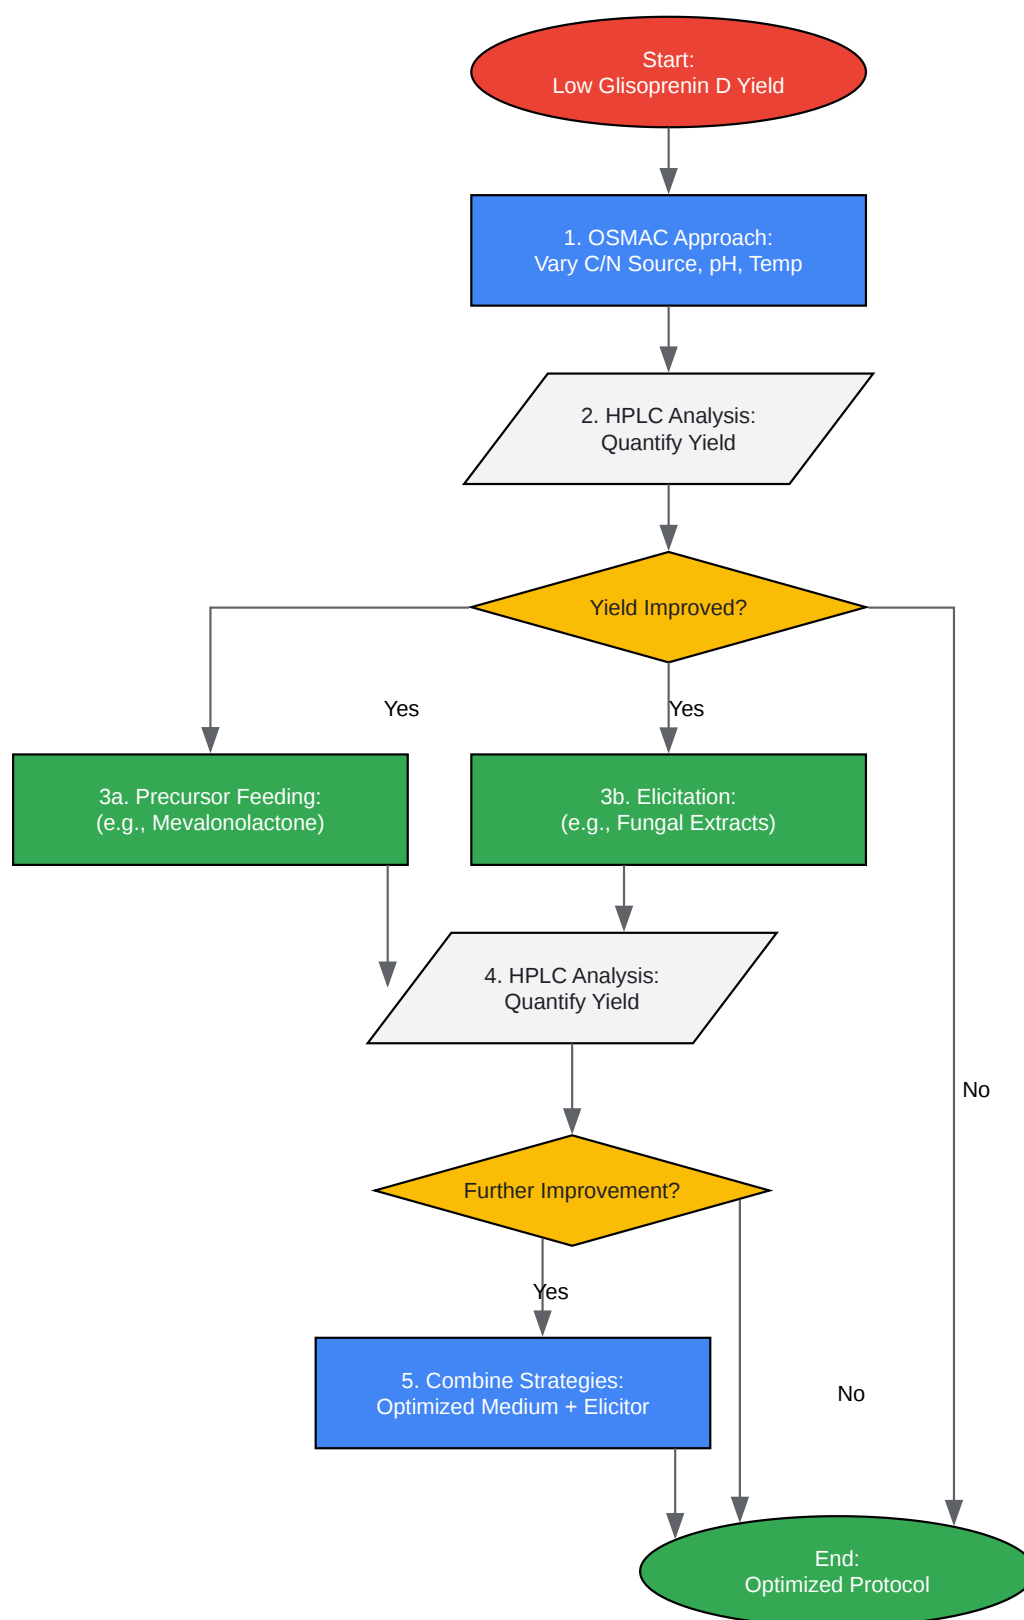 Start:
Low Glisoprenin D Yield
1. OSMAC Approach:
Vary C/N Source, pH, Temp
2. HPLC Analysis:
Quantify Yield
Yield Improved?
Yes
Yes
3a. Precursor Feeding:
(e.g., Mevalonolactone)
3b. Elicitation:
(e.g., Fungal Extracts)
4. HPLC Analysis:
Quantify Yield
No
Further Improvement?
Yes
5. Combine Strategies:
Optimized Medium + Elicitor
No
End:
Optimized Protocol